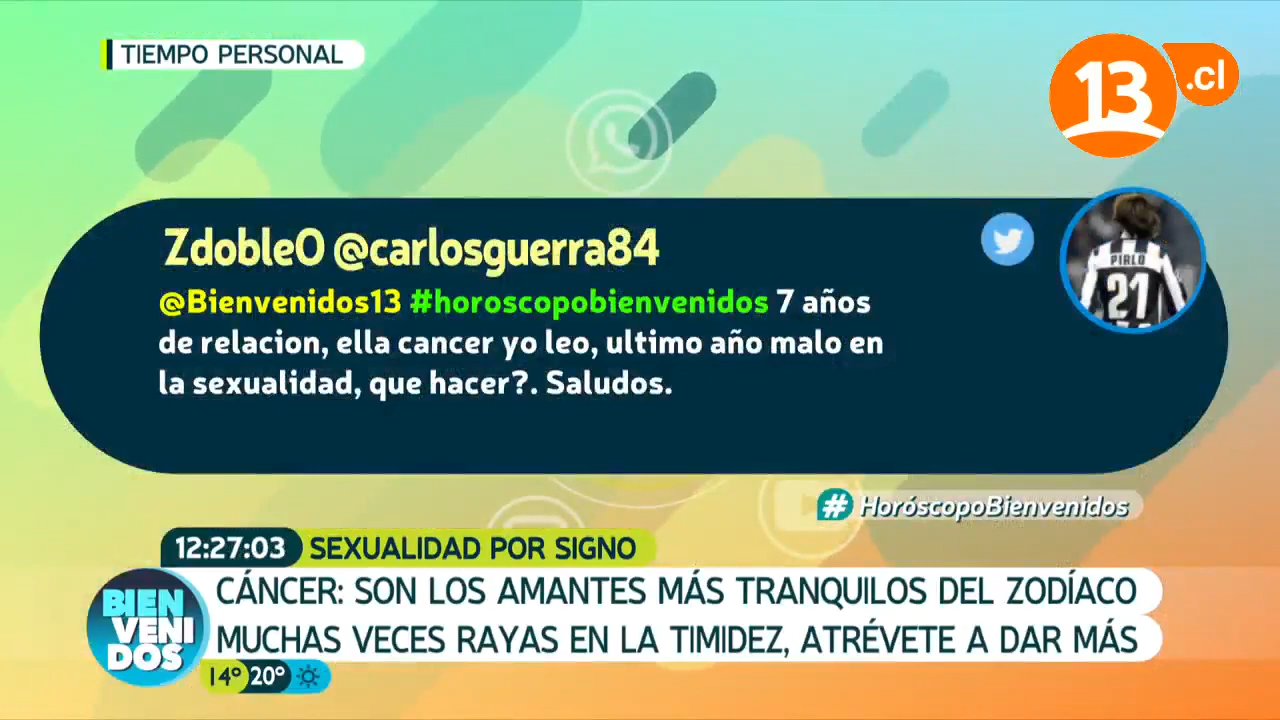 TIEMPO PERSONAL
13
.cl
ZdobleO @carlosguerra84
@Bienvenidos13 #horoscopobienvenidos 7 años
de relacion, ella cancer yo leo, ultimo año malo en
la sexualidad, que hacer?. Saludos.
PIRLO
21
# HoróscopoBienvenidos
12:27:03 SEXUALIDAD POR SIGNO
CÁNCER: SON LOS AMANTES MÁS TRANQUILOS DEL ZODÍACO
MUCHAS VECES RAYAS EN LA TIMIDEZ, ATRÉVETE A DAR MÁS
BIEN
VENI
DOS
14° 20°